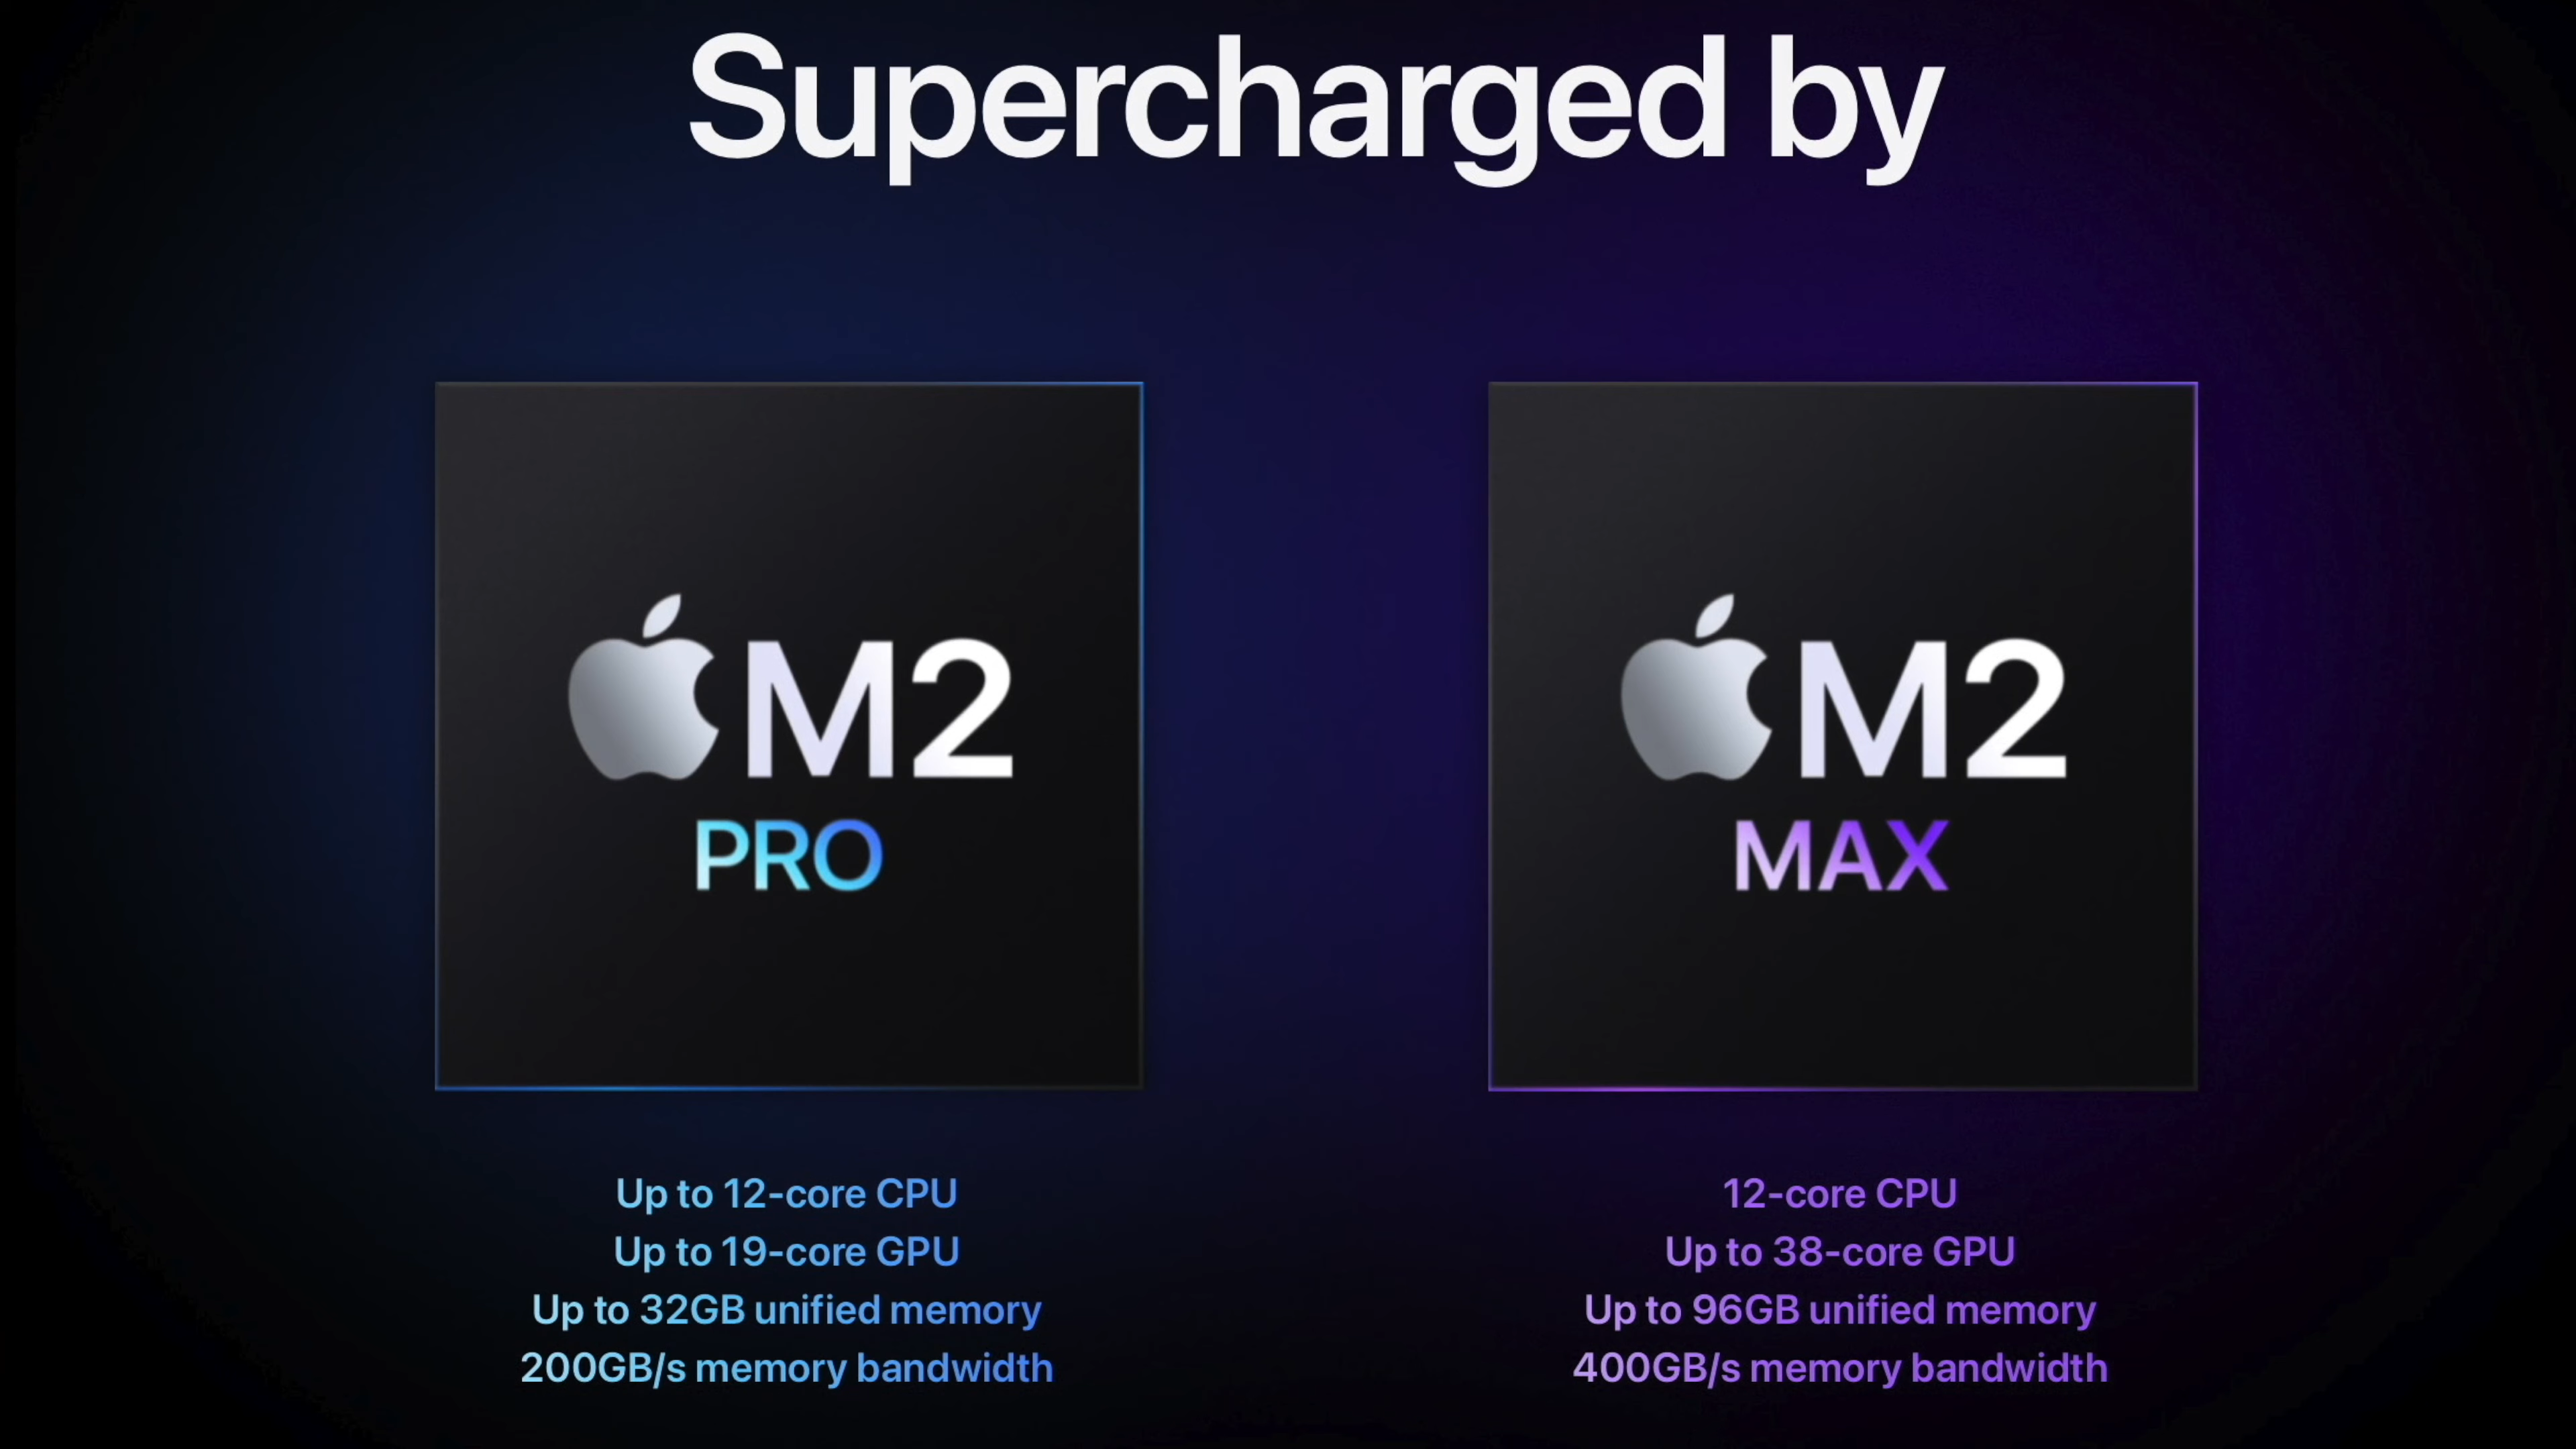 Supercharged by
M2
PRO
Up to 12-core CPU
Up to 19-core GPU
Up to 32GB unified memory
200GB/s memory bandwidth
M2
MAX
12-core CPU
Up to 38-core GPU
Up to 96GB unified memory
400GB/s memory bandwidth